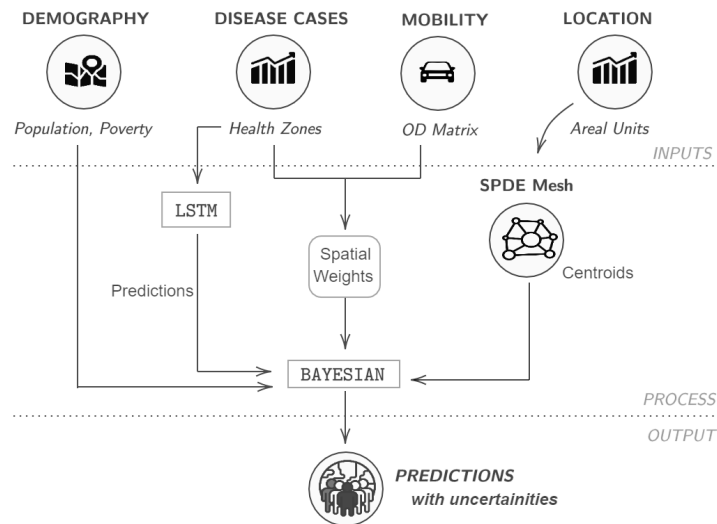 DEMOGRAPHY
DISEASE CASES
MOBILITY
LOCATION
Population, Poverty
Health Zones
OD Matrix
Areal Units
INPUTS
SPDE Mesh
LSTM
Spatial
Weights
Centroids
Predictions
BAYESIAN
PROCESS
OUTPUT
PREDICTIONS
with uncertainities